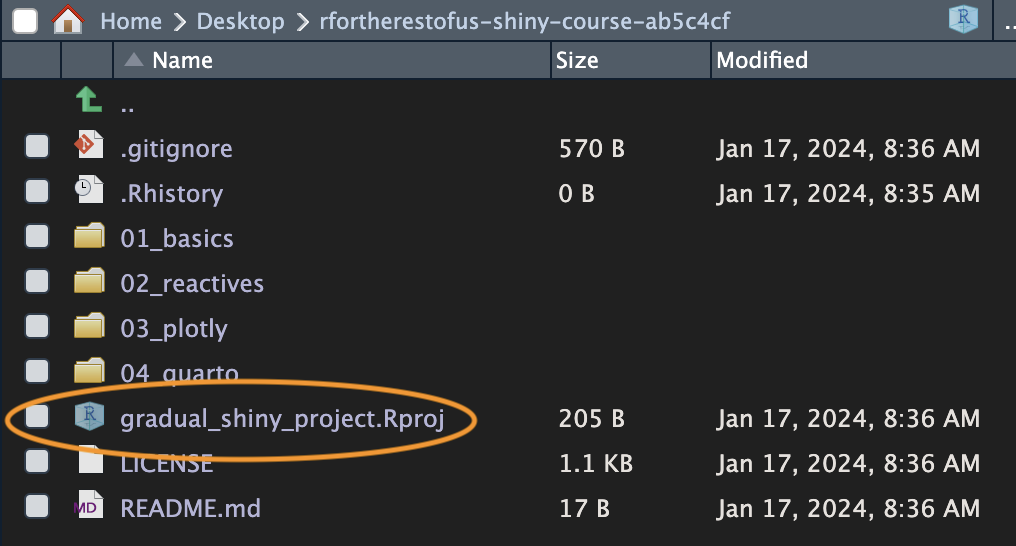 Home Desktop rfortherestofus-shiny-course-ab5c4cf R ..
Name Size Modified
..
.gitignore 570 B Jan 17, 2024, 8:36 AM
.Rhistory 0 B Jan 17, 2024, 8:35 AM
01_basics
02_reactives
03_plotly
04_quarto
R gradual_shiny_project.Rproj 205 B Jan 17, 2024, 8:36 AM
LICENSE 1.1 KB Jan 17, 2024, 8:36 AM
MD README.md 17 B Jan 17, 2024, 8:36 AM